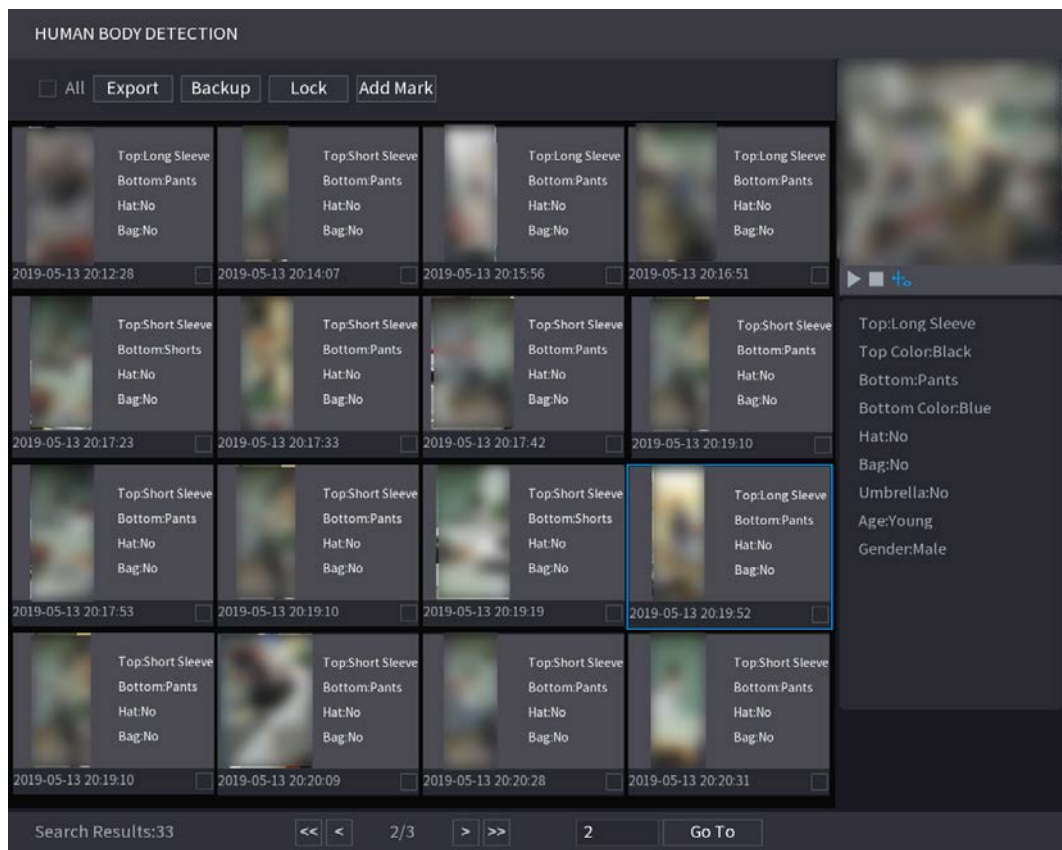 HUMAN BODY DETECTION
All Export Backup Lock Add Mark
Top:Long Sleeve
Bottom:Pants
Hat:No
Bag:No
2019-05-13 20:12:28
Top:Short Sleeve
Bottom:Pants
Hat:No
Bag:No
2019-05-13 20:14:07
Top:Long Sleeve
Bottom:Pants
Hat:No
Bag:No
2019-05-13 20:15:56
Top:Long Sleeve
Bottom:Pants
Hat:No
Bag:No
2019-05-13 20:16:51
Top:Short Sleeve
Bottom:Shorts
Hat:No
Bag:No
2019-05-13 20:17:23
Top:Short Sleeve
Bottom:Pants
Hat:No
Bag:No
2019-05-13 20:17:33
Top:Short Sleeve
Bottom:Pants
Hat:No
Bag:No
2019-05-13 20:17:42
Top:Short Sleeve
Bottom:Pants
Hat:No
Bag:No
2019-05-13 20:19:10
Top:Short Sleeve
Bottom:Pants
Hat:No
Bag:No
2019-05-13 20:17:53
Top:Short Sleeve
Bottom:Pants
Hat:No
Bag:No
2019-05-13 20:19:10
Top:Short Sleeve
Bottom:Shorts
Hat:No
Bag:No
2019-05-13 20:19:19
Top:Long Sleeve
Bottom:Pants
Hat:No
Bag:No
2019-05-13 20:19:52
Top:Short Sleeve
Bottom:Pants
Hat:No
Bag:No
2019-05-13 20:19:10
Top:Short Sleeve
Bottom:Pants
Hat:No
Bag:No
2019-05-13 20:20:09
Top:Short Sleeve
Bottom:Pants
Hat:No
Bag:No
2019-05-13 20:20:28
Top:Short Sleeve
Bottom:Pants
Hat:No
Bag:No
2019-05-13 20:20:31
Top:Long Sleeve
Top Color:Black
Bottom:Pants
Bottom Color:Blue
Hat:No
Bag:No
Umbrella:No
Age:Young
Gender:Male
Search Results:33 << < 2/3 > >> 2 Go To